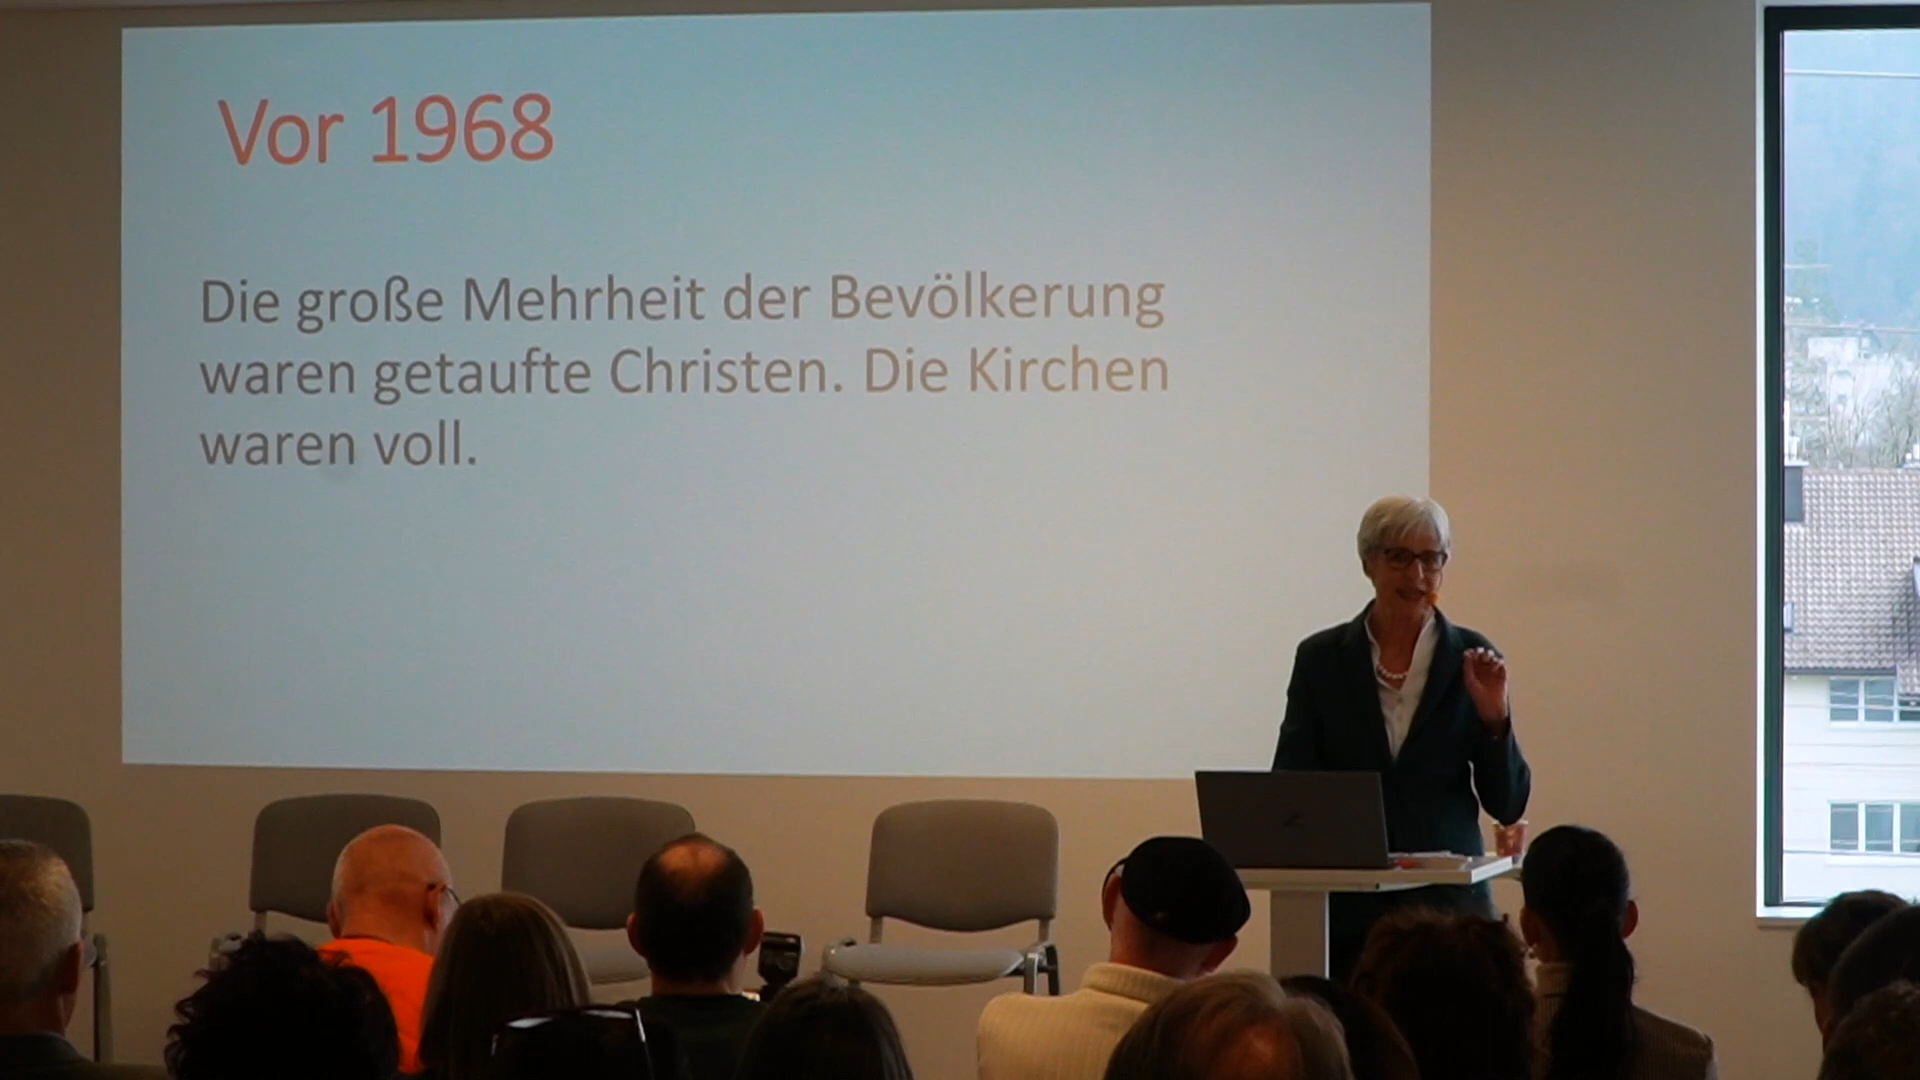 Vor 1968
Die große Mehrheit der Bevölkerung
waren getaufte Christen. Die Kirchen
waren voll.